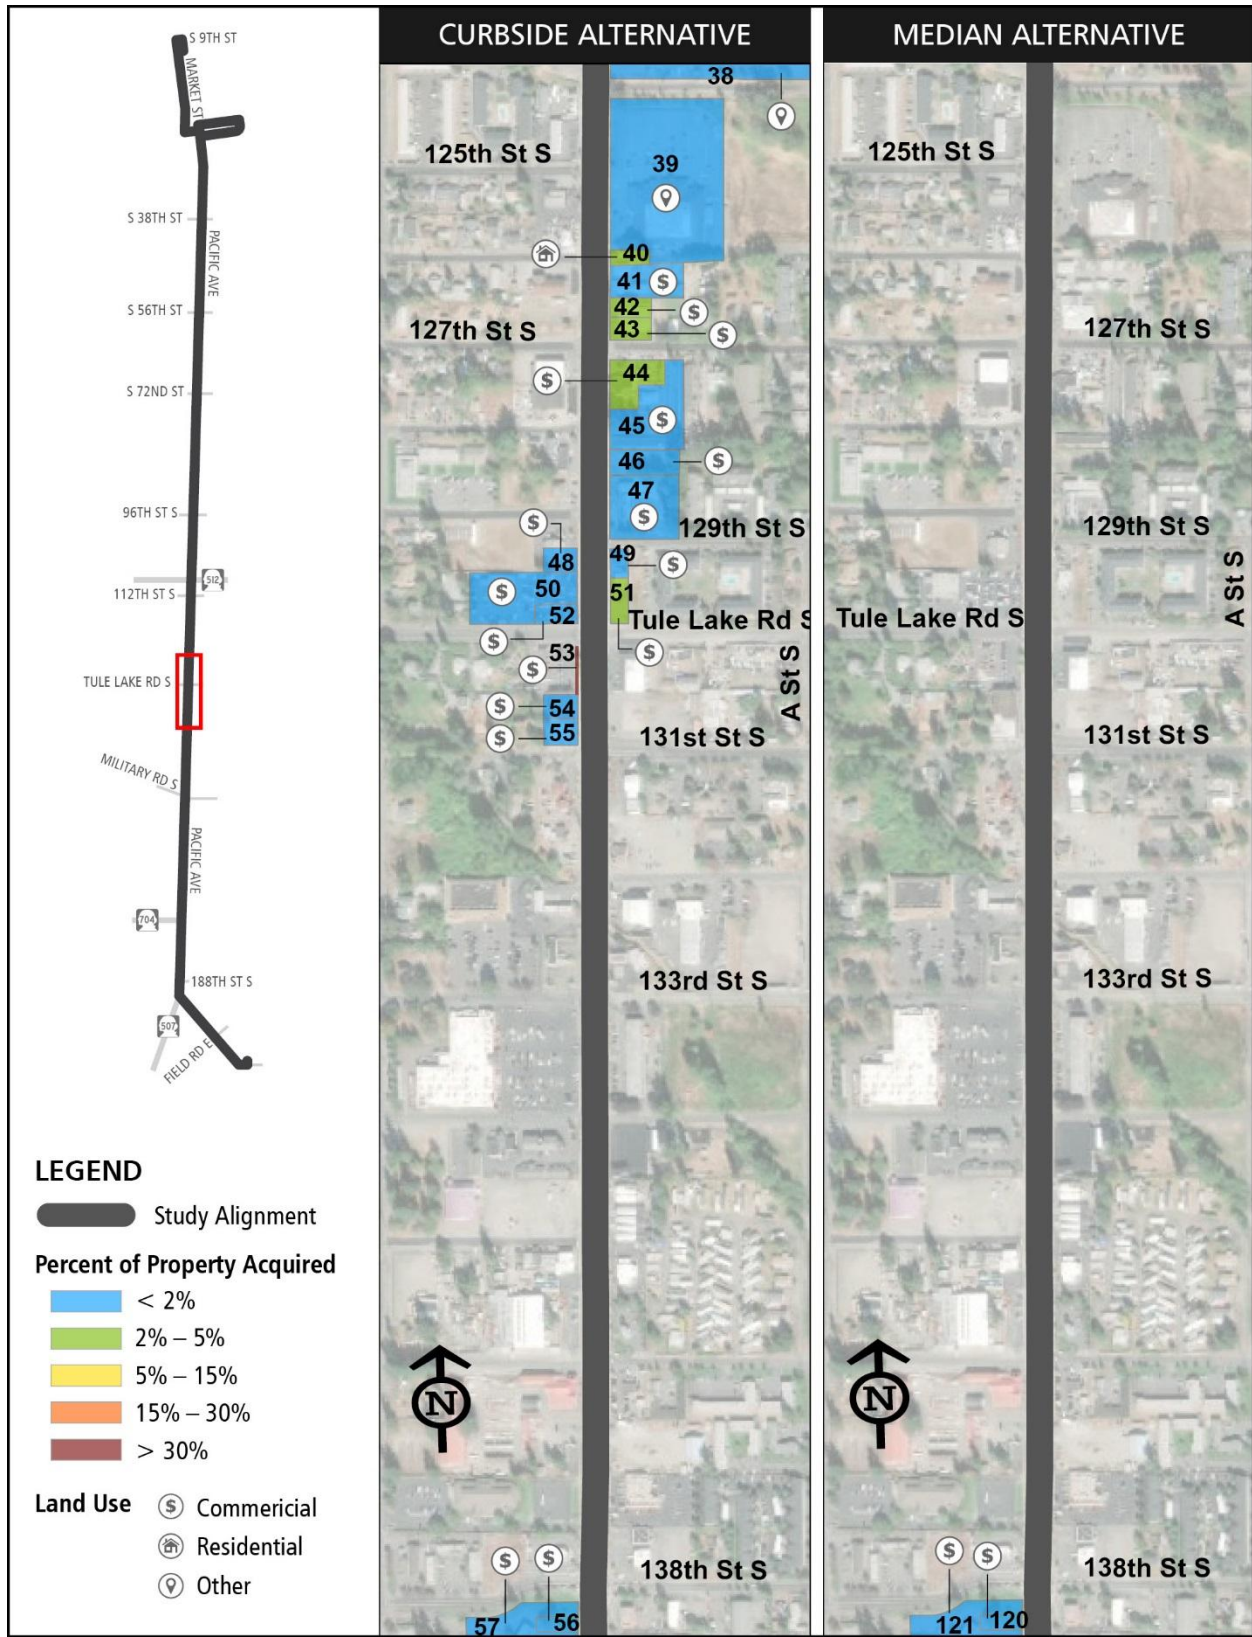 CURBSIDE ALTERNATIVE
MEDIAN ALTERNATIVE
S 9TH ST
MARKET ST
S 38TH ST
PACIFIC AVE
S 56TH ST
S 72ND ST
96TH ST S
512
112TH ST S
TULE LAKE RD S
MILITARY RD S
PACIFIC AVE
704
188TH ST S
507
FIELD RD E
LEGEND
Study Alignment
Percent of Property Acquired
< 2%
2% – 5%
5% – 15%
15% – 30%
> 30%
Land Use
$ Commericial
Residential
Other
38
125th St S
39
40
41 $
42 $
127th St S
43 $
$ 44
45 $
46 $
47
$
129th St S
$
48
49 $
$ 50
51
52
$
Tule Lake Rd S
$
53
$
A St S
$ 54
$ 55
131st St S
133rd St S
N
138th St S
$ $
57 56
125th St S
127th St S
129th St S
A St S
Tule Lake Rd S
131st St S
133rd St S
N
138th St S
$ $
121 120